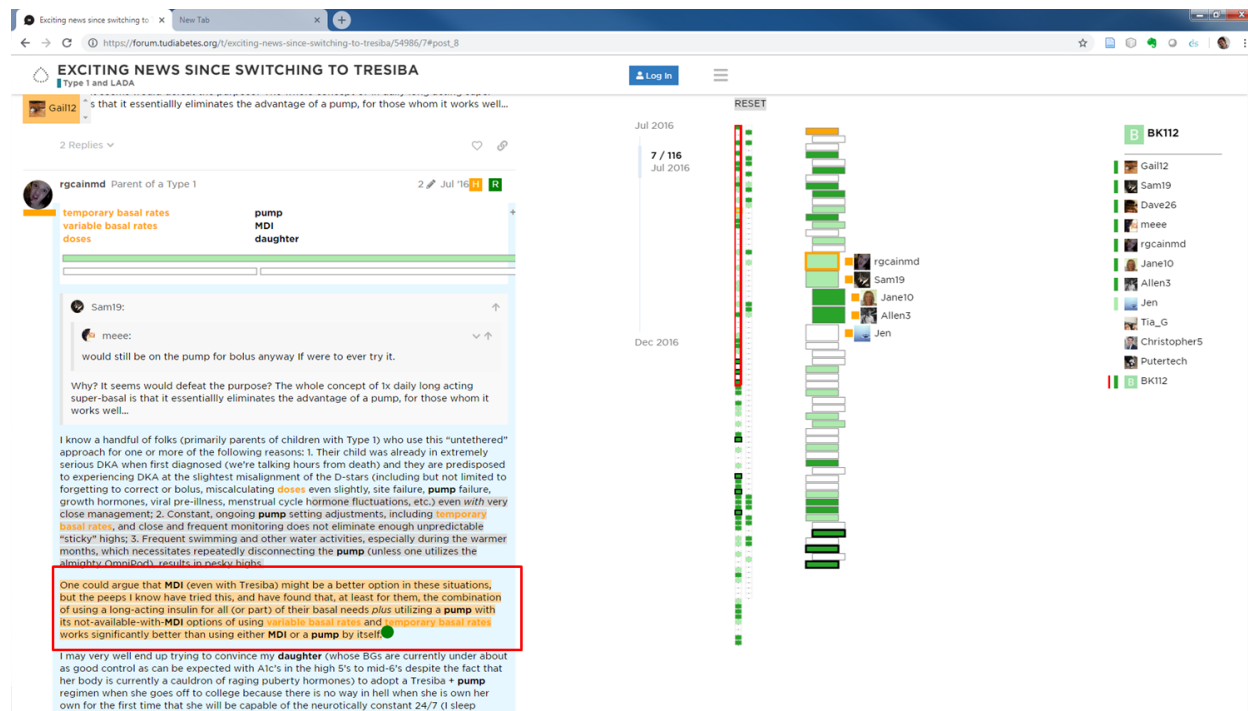 Exciting news since switching to
New Tab
https://forum.tudiabetes.org/t/exciting-news-since-switching-to-tresiba/54986/7#post_8
EXCITING NEWS SINCE SWITCHING TO TRESIBA
Type 1 and LADA
Log In
Gail12
s that it essentiallly eliminates the advantage of a pump, for those whom it works well...
2 Replies
rgcainmd Parent of a Type 1
2 Jul '16 H R
temporary basal rates pump
variable basal rates MDI
doses daughter
+
Sam19:
meee:
would still be on the pump for bolus anyway If were to ever try it.
Why? It seems would defeat the purpose? The whole concept of 1x daily long acting
super-basal is that it essentiallly eliminates the advantage of a pump, for those whom it
works well...
I know a handful of folks (primarily parents of children with Type 1) who use this “untethered”
approach for one or more of the following reasons: 1. Their child was already in extremely
serious DKA when first diagnosed (we're talking hours from death) and they are predisposed
to experiencing DKA at the slightest misalignment of the D-stars (including but not limited to
forgetting to correct or bolus, miscalculating doses even slightly, site failure, pump failure,
growth hormones, viral pre-illness, menstrual cycle hormone fluctuations, etc.) even with very
close management; 2. Constant, ongoing pump setting adjustments, including temporary
basal rates, and close and frequent monitoring does not eliminate enough unpredictable
“sticky” highs; 3. Frequent swimming and other water activities, especially during the warmer
months, which necessitates repeatedly disconnecting the pump (unless one utilizes the
almighty OmniPod), results in pesky highs.
One could argue that MDI (even with Tresiba) might be a better option in these situations,
but the peeps I know have tried this, and have found that, at least for them, the combination
of using a long-acting insulin for all (or part) of their basal needs plus utilizing a pump with
its not-available-with-MDI options of using variable basal rates and temporary basal rates
works significantly better than using either MDI or a pump by itself.
I may very well end up trying to convince my daughter (whose BGs are currently under about
as good control as can be expected with A1c's in the high 5's to mid-6's despite the fact that
her body is currently a cauldron of raging puberty hormones) to adopt a Tresiba + pump
regimen when she goes off to college because there is no way in hell when she is own her
own for the first time that she will be capable of the neurotically constant 24/7 (I sleep
Jul 2016
7 / 116
Jul 2016
Dec 2016
RESET
rgcainmd
Sam19
Jane10
Allen3
Jen
B BK112
Gail12
Sam19
Dave26
meee
rgcainmd
Jane10
Allen3
Jen
Tia_G
Christopher5
Putertech
B BK112